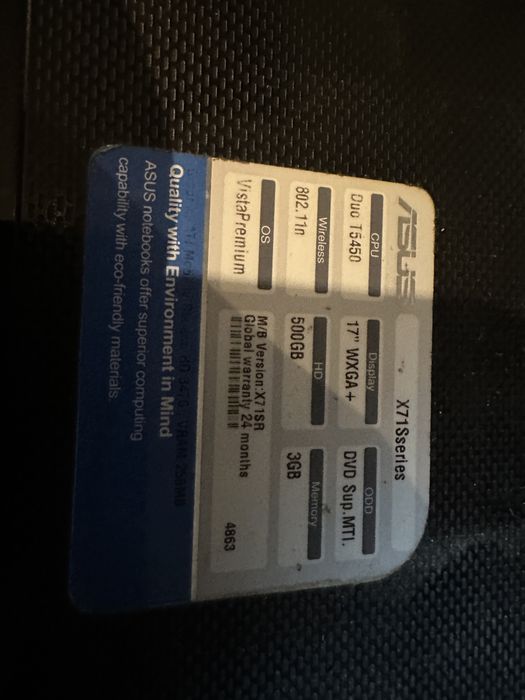 ASUS
X71Sseries
CPU Display ODD
Duo T5450 17" WXGA+ DVD Sup.MTI.
Wireless HD Memory
802.11n 500GB 3GB
OS
VistaPremium
M/B Version:X71SR
Global warranty 24 months
4863
Quality with Environment in Mind
ASUS notebooks offer superior computing
capability with eco-friendly materials.